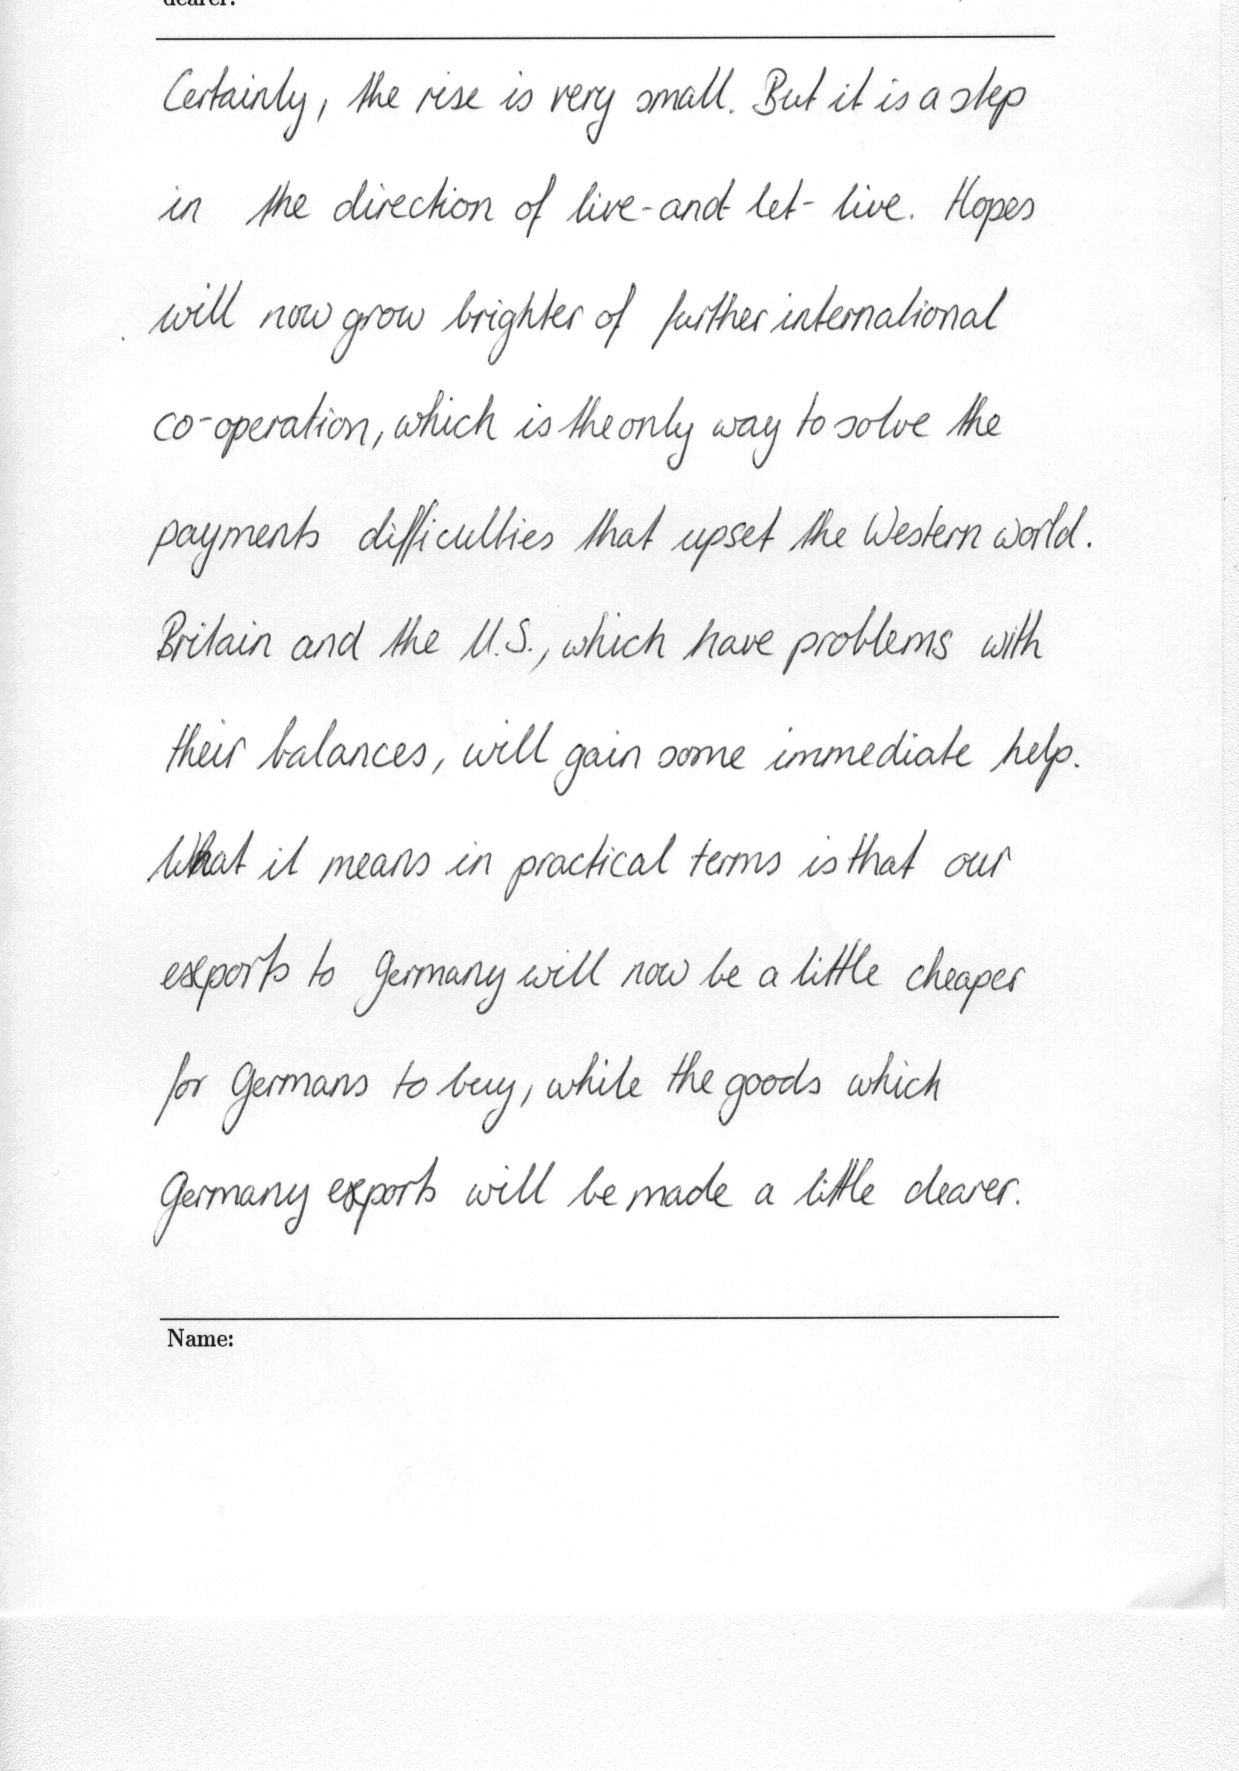 dearer.
Certainly, the rise is very small. But it is a step
in the direction of live-and-let-live. Hopes
will now grow brighter of further international
co-operation, which is the only way to solve the
payments difficulties that upset the Western world.
Britain and the U.S., which have problems with
their balances, will gain some immediate help.
What it means in practical terms is that our
exports to Germany will now be a little cheaper
for Germans to buy, while the goods which
Germany exports will be made a little dearer.
Name: